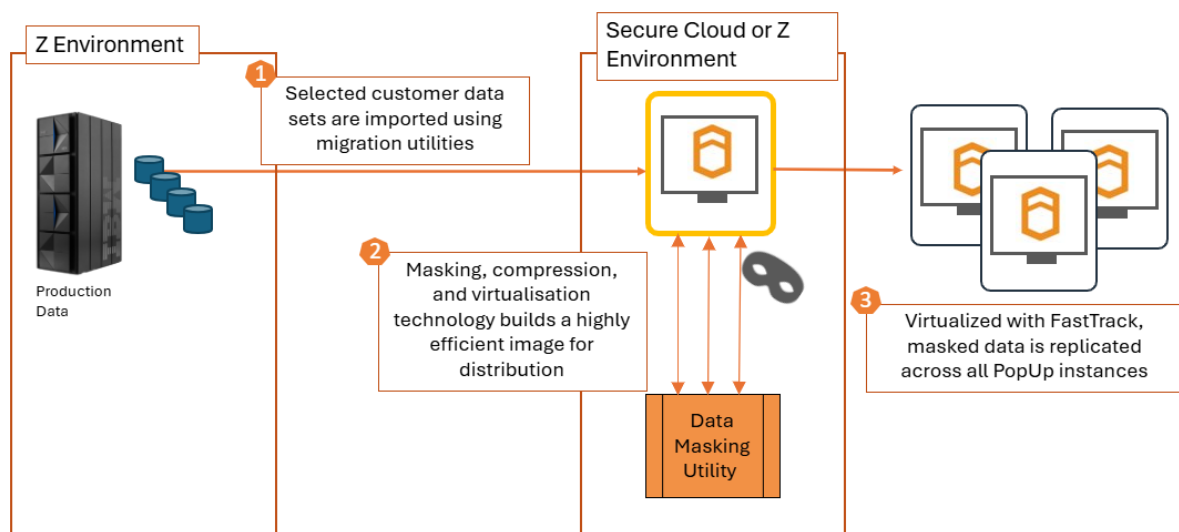 Z Environment
Secure Cloud or Z
Environment
1
Selected customer data
sets are imported using
migration utilities
Production
Data
2
Masking, compression,
and virtualisation
technology builds a highly
efficient image for
distribution
Data
Masking
Utility
3
Virtualized with FastTrack,
masked data is replicated
across all PopUp instances